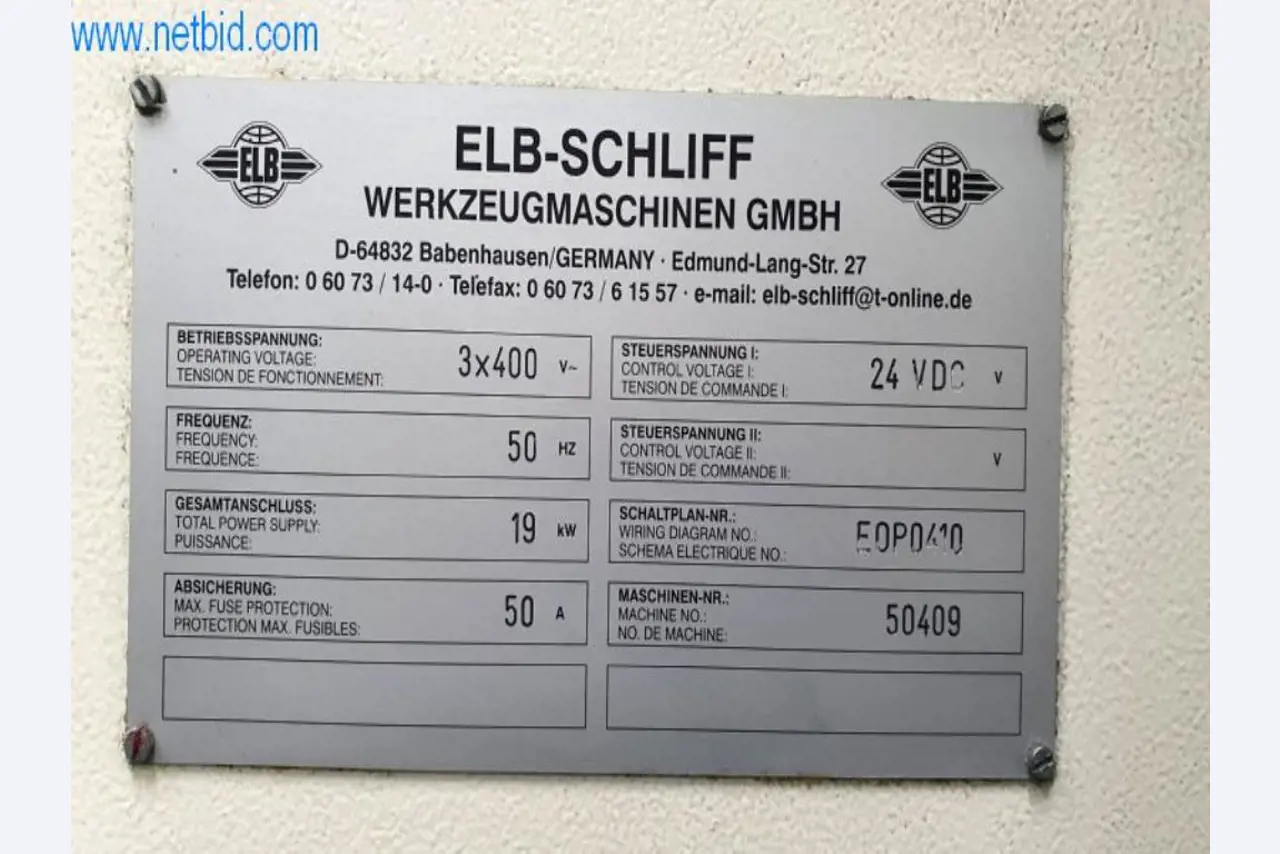 www.netbid.com
ELB
ELB-SCHLIFF
ELB
WERKZEUGMASCHINEN GMBH
D-64832 Babenhausen/GERMANY · Edmund-Lang-Str. 27
Telefon: 0 60 73 / 14-0 · Telefax: 0 60 73 / 6 15 57 · e-mail: elb-schliff@t-online.de
BETRIEBSSPANNUNG:
OPERATING VOLTAGE: 3x400 V~
TENSION DE FONCTIONNEMENT:
STEUERSPANNUNG I:
CONTROL VOLTAGE I: 24 VDC V
TENSION DE COMMANDE I:
FREQUENZ:
FREQUENCY: 50 HZ
FREQUENCE:
STEUERSPANNUNG II:
CONTROL VOLTAGE II: V
TENSION DE COMMANDE II:
GESAMTANSCHLUSS:
TOTAL POWER SUPPLY: 19 kW
PUISSANCE:
SCHALTPLAN-NR.:
WIRING DIAGRAM NO.:
SCHEMA ELECTRIQUE NO.:
ABSICHERUNG:
MAX. FUSE PROTECTION: 50 A
PROTECTION MAX. FUSIBLES:
MASCHINEN-NR.:
MACHINE NO.: 50409
NO. DE MACHINE: